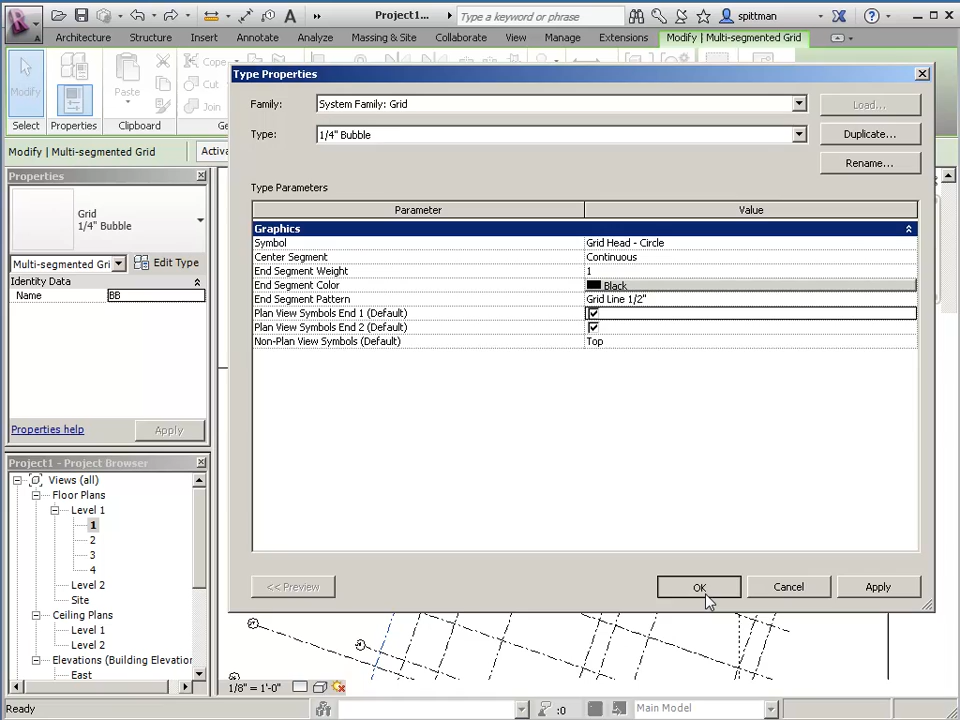 Project1...
Type a keyword or phrase
spittman
Architecture Structure Insert Annotate Analyze Massing & Site Collaborate View Manage Extensions Modify | Multi-segmented Grid
Modify
Paste
Cope
Cut
Join
Select Properties Clipboard
Modify | Multi-segmented Grid
Properties
Grid
1/4" Bubble
Multi-segmented Gri
Edit Type
Identity Data
Name BB
Properties help
Apply
Project1 - Project Browser
Views (all)
Floor Plans
Level 1
1
2
3
4
Level 2
Site
Ceiling Plans
Level 1
Level 2
Elevations (Building Elevation
East
Type Properties
Family: System Family: Grid Load...
Type: 1/4" Bubble Duplicate...
Rename...
Type Parameters
Parameter Value
Graphics
Symbol Grid Head - Circle
Center Segment Continuous
End Segment Weight 1
End Segment Color Black
End Segment Pattern Grid Line 1/2"
Plan View Symbols End 1 (Default)
Plan View Symbols End 2 (Default)
Non-Plan View Symbols (Default) Top
<< Preview OK Cancel Apply
1/8" = 1'-0"
Ready
:0
Main Model